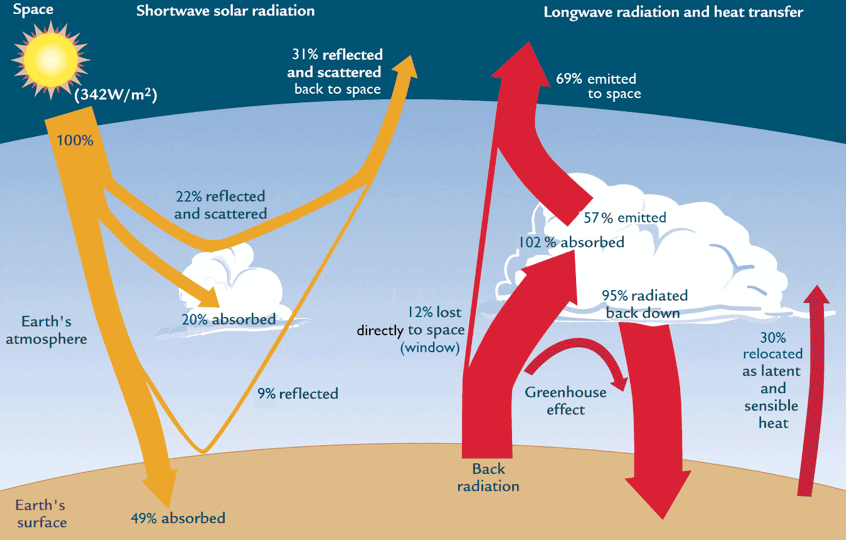 Space
Shortwave solar radiation
Longwave radiation and heat transfer
(342W/m²)
100%
31% reflected
and scattered
back to space
69% emitted
to space
22% reflected
and scattered
57% emitted
102% absorbed
20% absorbed
95% radiated
back down
Earth's
atmosphere
12% lost
directly to space
(window)
30%
relocated
as latent
and
sensible
heat
9% reflected
Greenhouse
effect
Back
radiation
Earth's
surface
49% absorbed